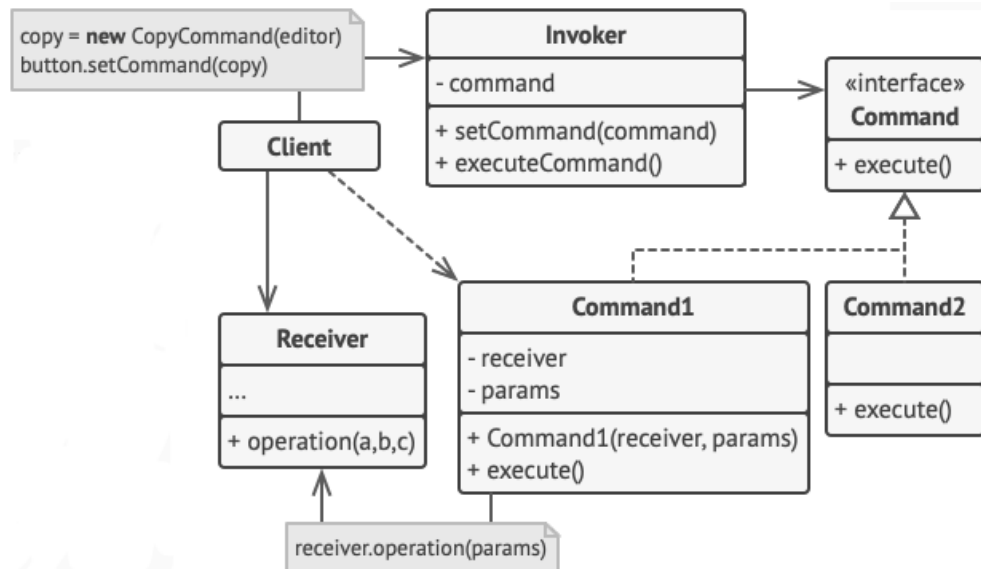 copy = new CopyCommand(editor)
button.setCommand(copy)
Invoker
- command
+ setCommand(command)
+ executeCommand()
«interface»
Command
+ execute()
Client
Receiver
...
+ operation(a,b,c)
Command1
- receiver
- params
+ Command1(receiver, params)
+ execute()
Command2
+ execute()
receiver.operation(params)